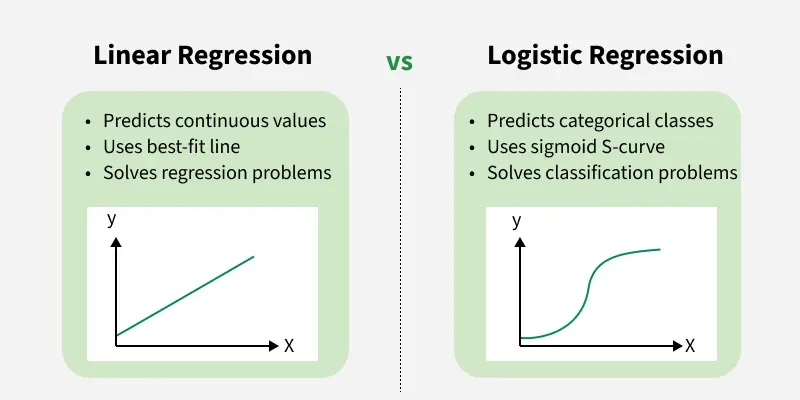 Linear Regression
vs
Logistic Regression
• Predicts continuous values
• Uses best-fit line
• Solves regression problems
y
X
• Predicts categorical classes
• Uses sigmoid S-curve
• Solves classification problems
y
X